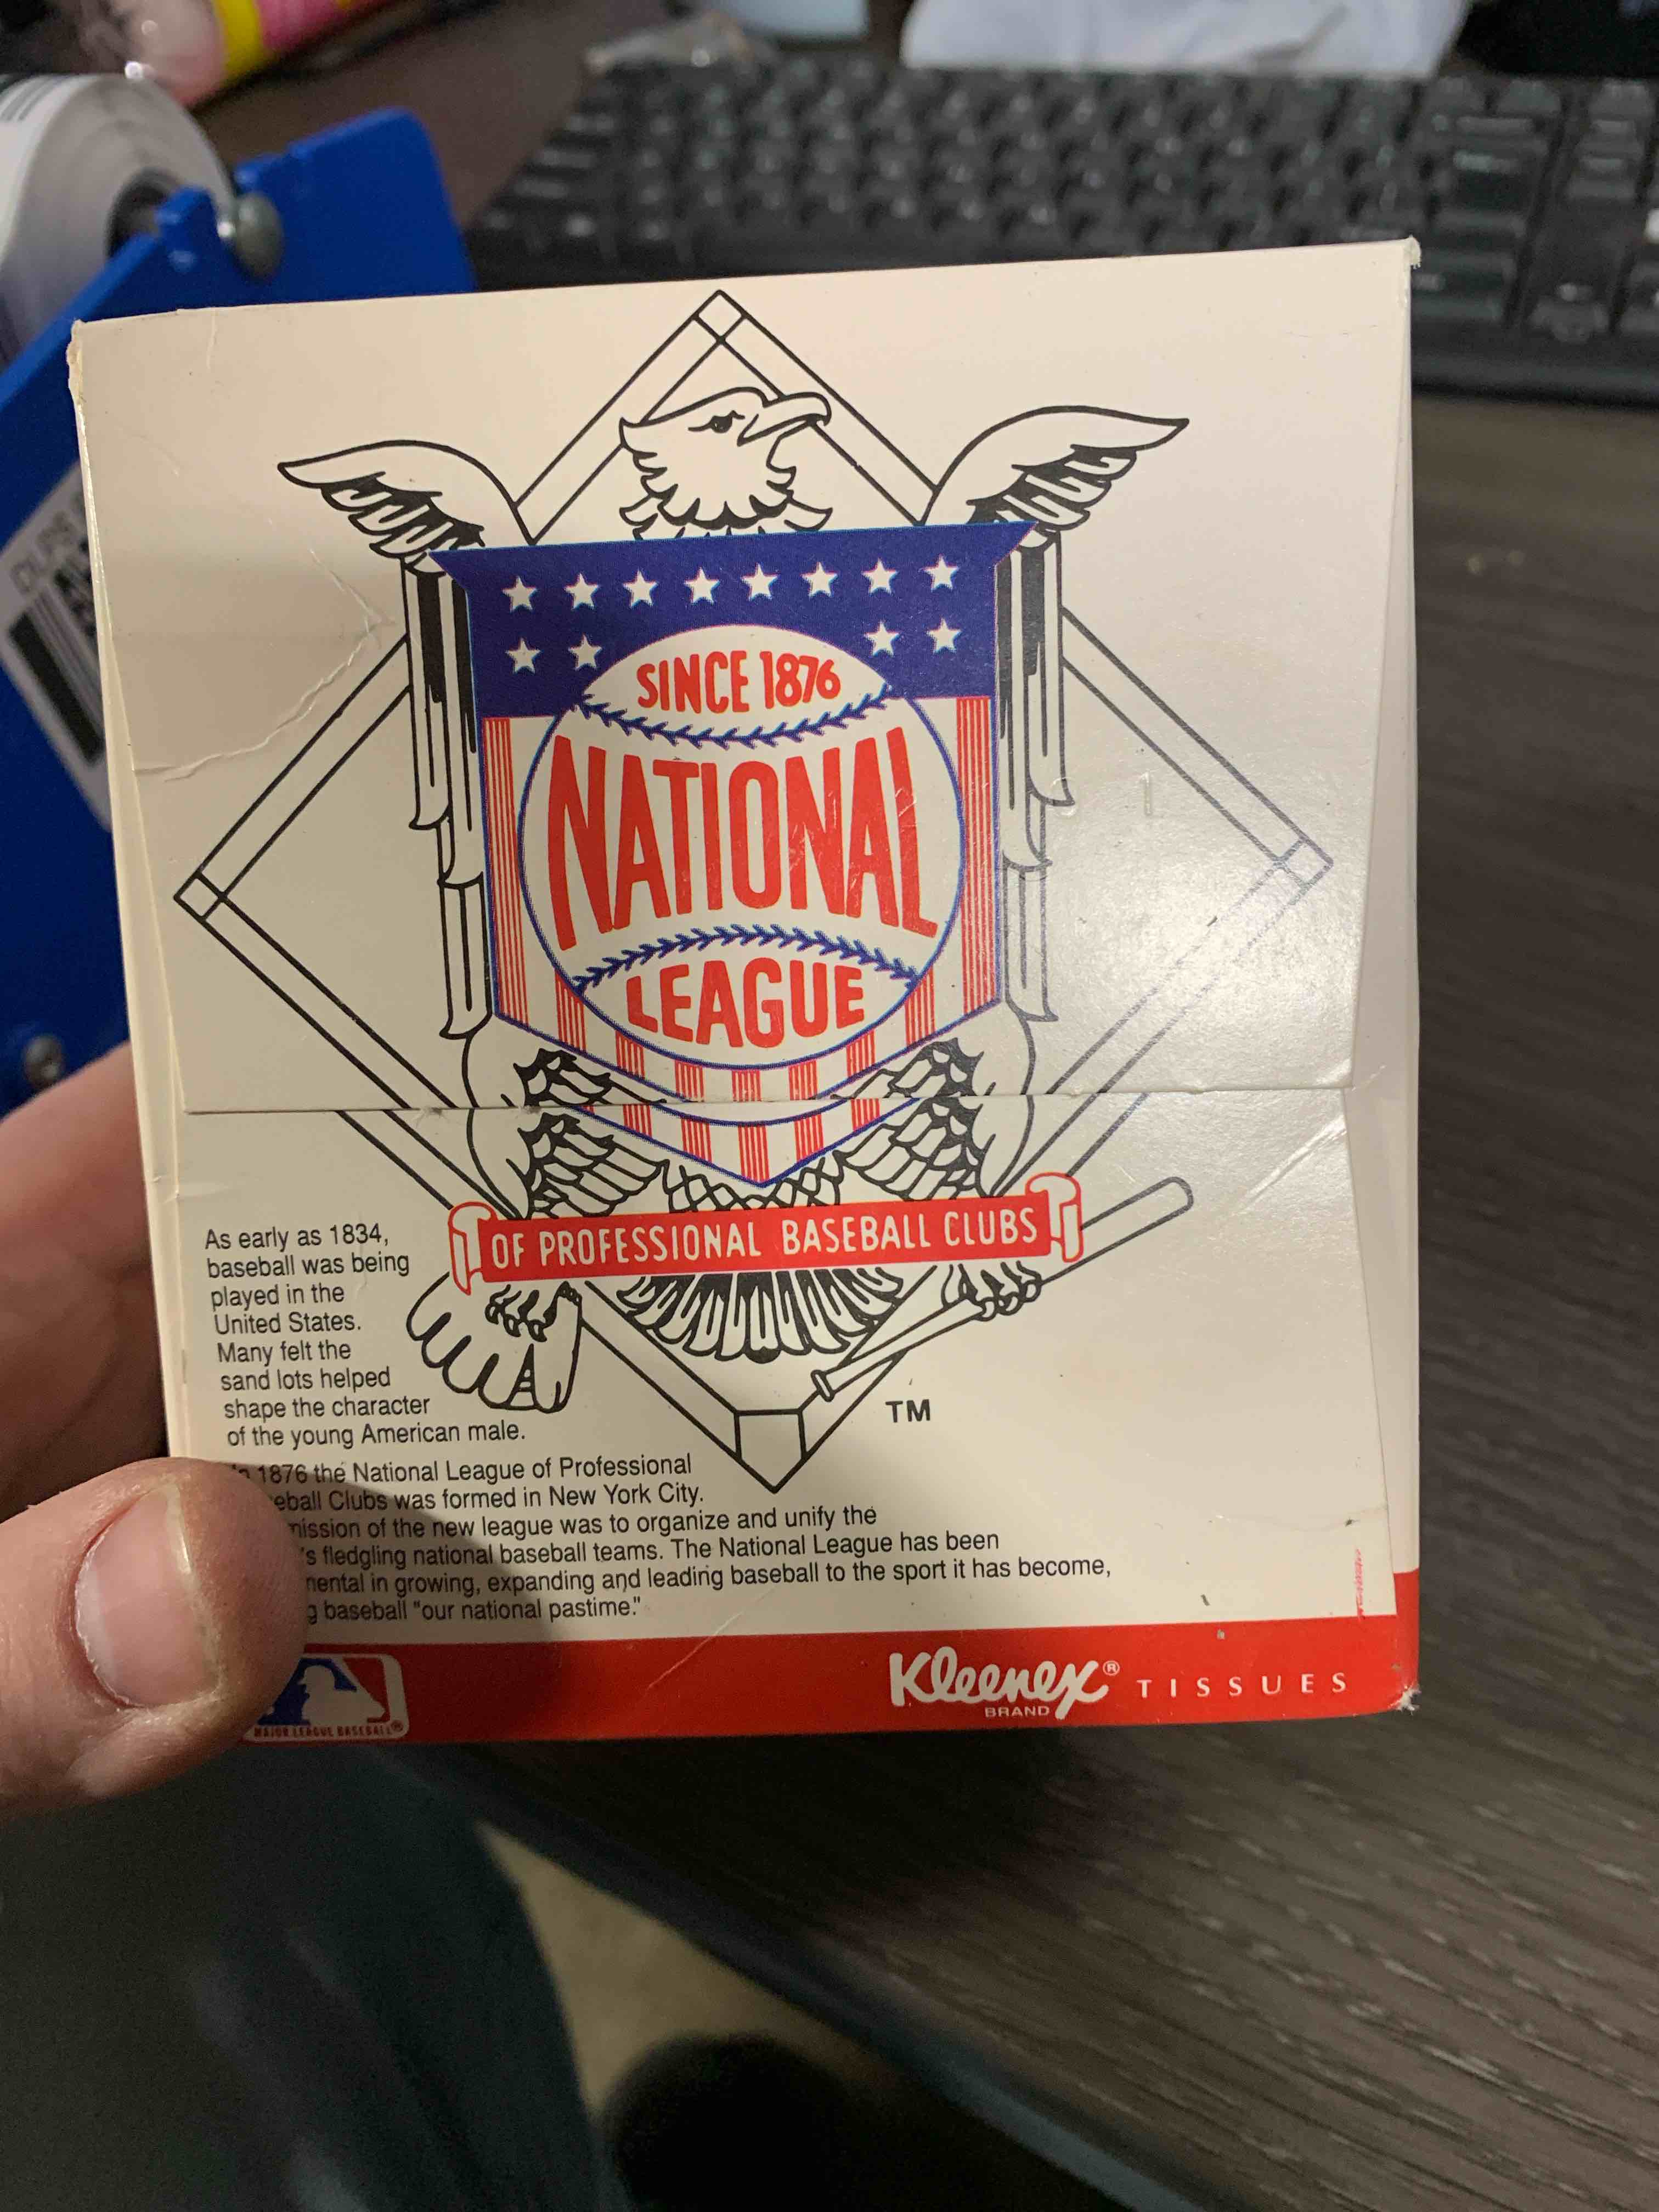 SINCE 1876
NATIONAL
LEAGUE
OF PROFESSIONAL BASEBALL CLUBS
TM
As early as 1834,
baseball was being
played in the
United States.
Many felt the
sand lots helped
shape the character
of the young American male.
1876 the National League of Professional
Clubs was formed in New York City.
of the new league was to organize and unify the
fledgling national baseball teams. The National League has been
in growing, expanding and leading baseball to the sport it has become,
baseball "our national pastime."
MAJOR LEAGUE BASEBALL®
Kleenex® TISSUES
BRAND